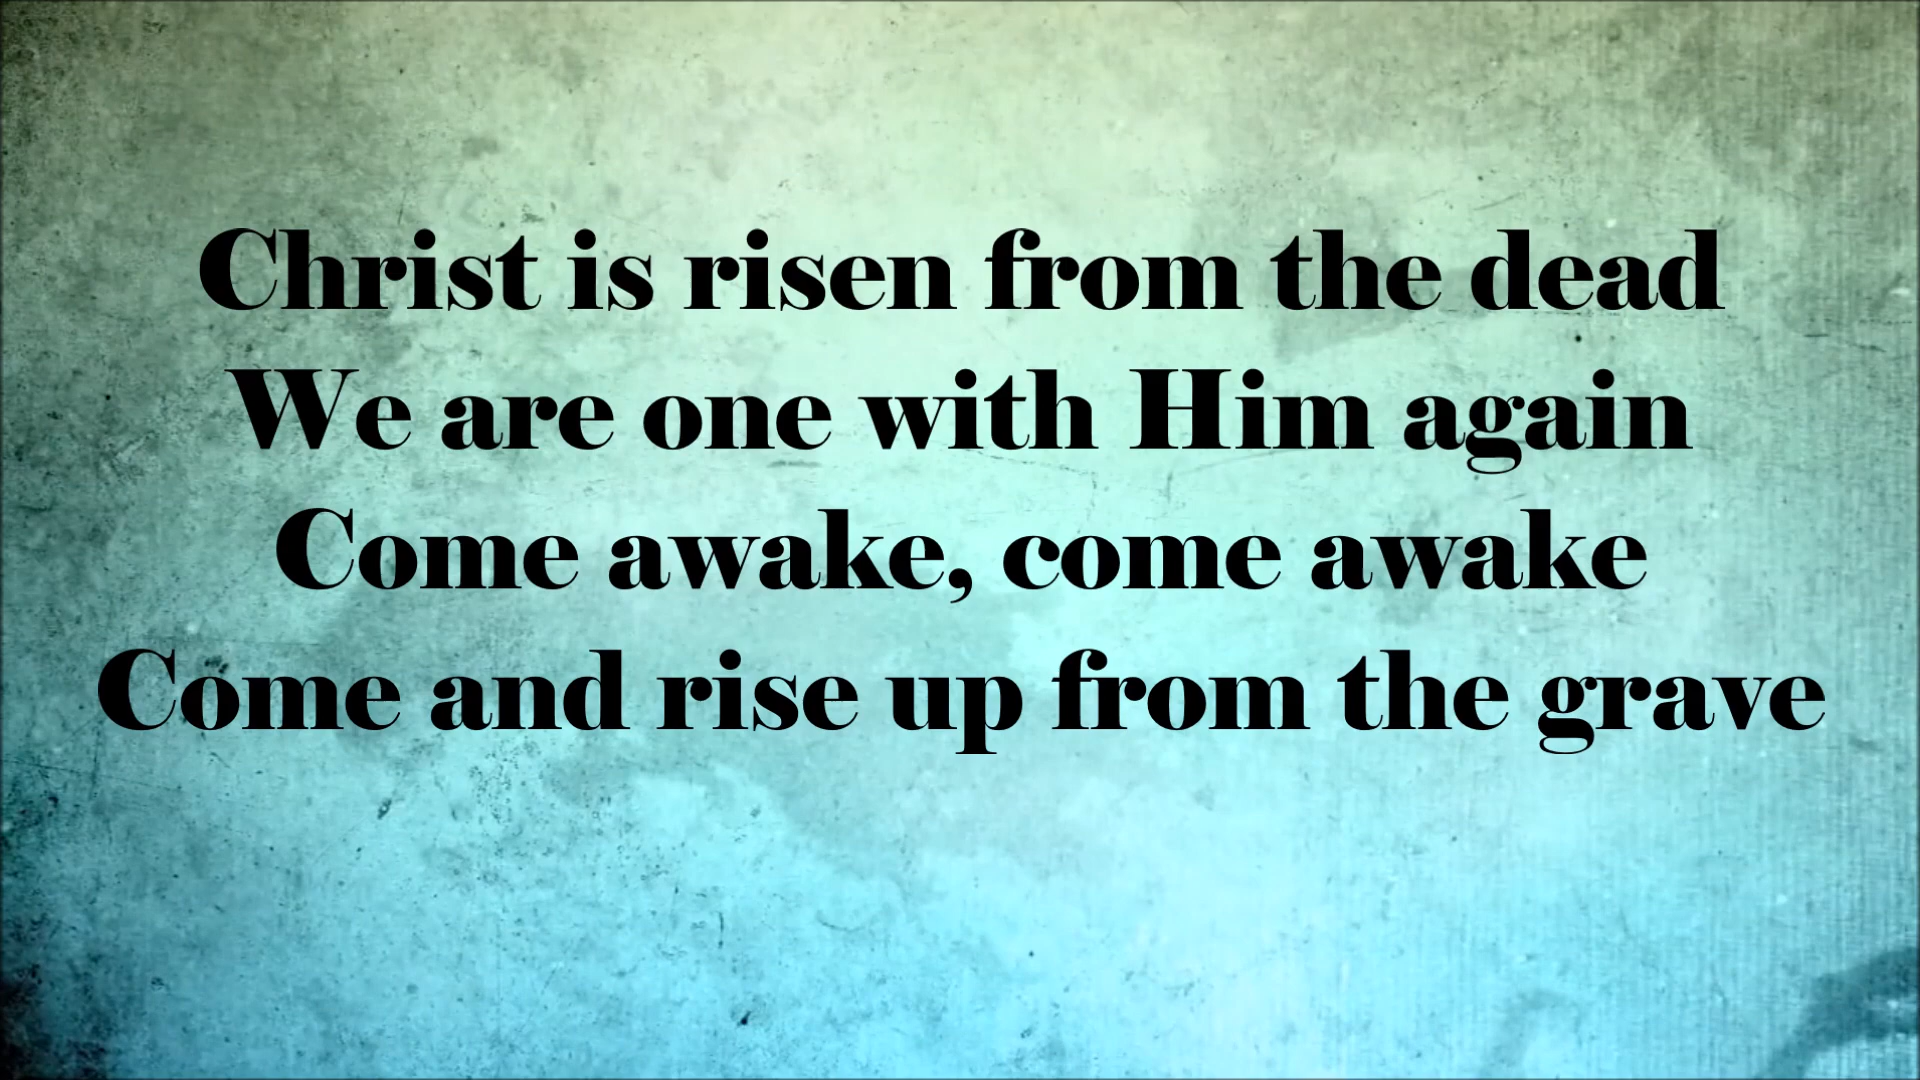 Christ is risen from the dead
We are one with Him again
Come awake, come awake
Come and rise up from the grave